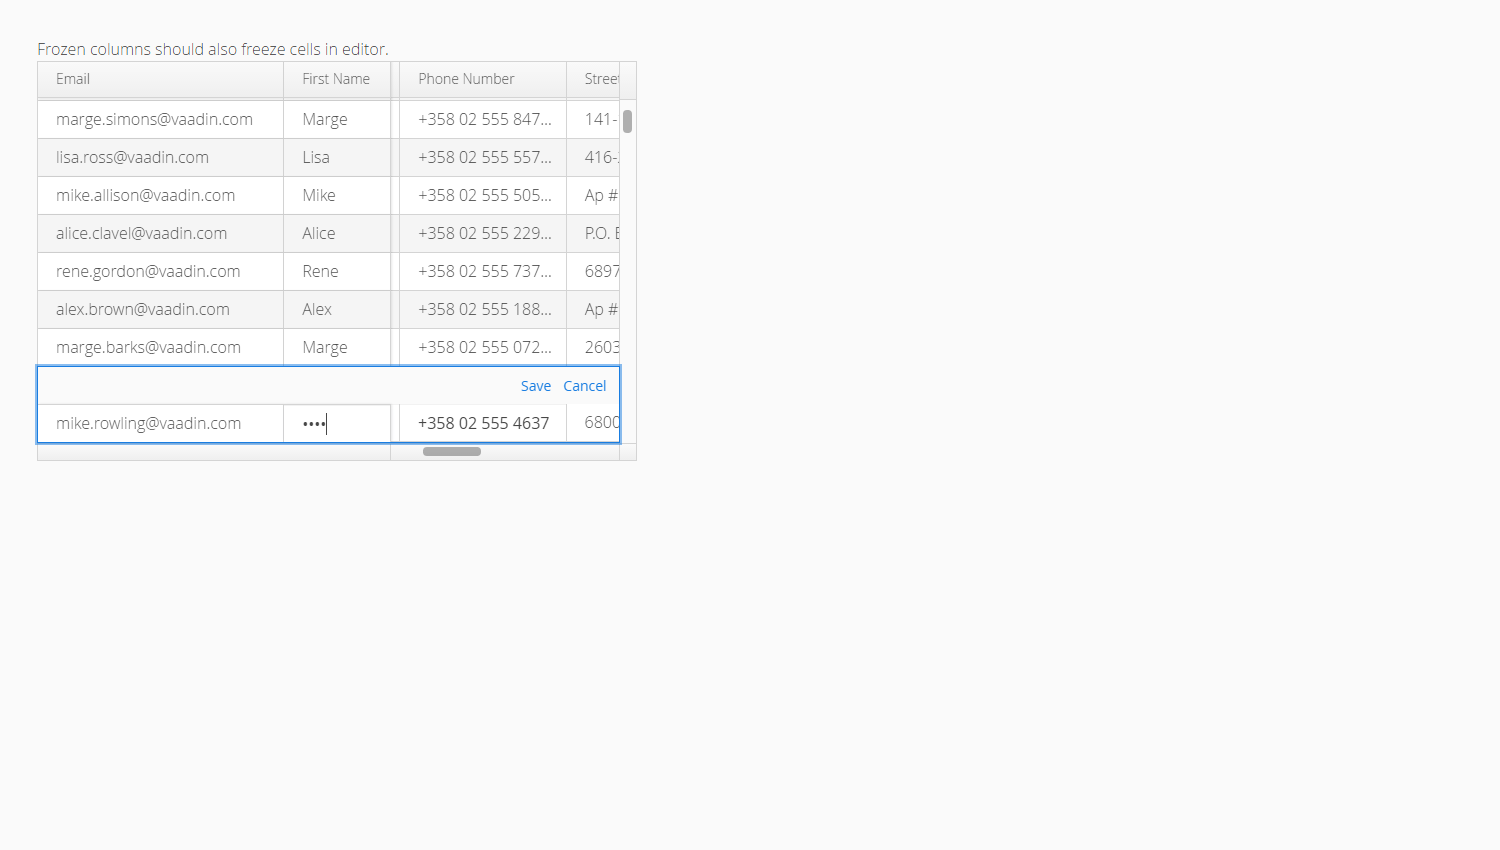 Frozen columns should also freeze cells in editor.
Email First Name Phone Number Street
marge.simons@vaadin.com Marge +358 02 555 847... 141-
lisa.ross@vaadin.com Lisa +358 02 555 557... 416-
mike.allison@vaadin.com Mike +358 02 555 505... Ap #
alice.clavel@vaadin.com Alice +358 02 555 229... P.O.
rene.gordon@vaadin.com Rene +358 02 555 737... 6897
alex.brown@vaadin.com Alex +358 02 555 188... Ap #
marge.barks@vaadin.com Marge +358 02 555 072... 2603
Save Cancel
mike.rowling@vaadin.com •••• +358 02 555 4637 6800